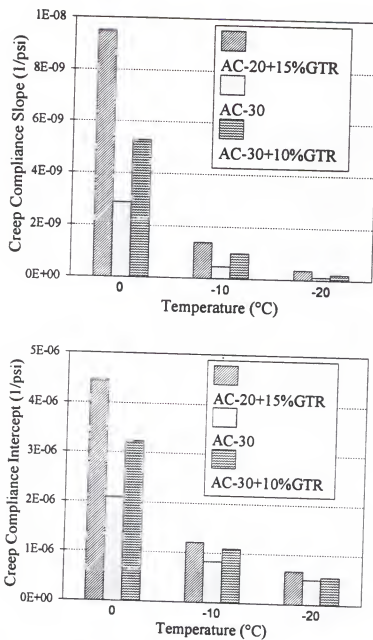 Creep Compliance Slope (1/psi)
1E-08
8E-09
6E-09
4E-09
2E-09
0E+00
AC-20+15%GTR
AC-30
AC-30+10%GTR
0
-10
-20
Temperature (°C)
Creep Compliance Intercept (1/psi)
5E-06
4E-06
3E-06
2E-06
1E-06
0E+00
AC-20+15%GTR
AC-30
AC-30+10%GTR
0
-10
-20
Temperature (°C)